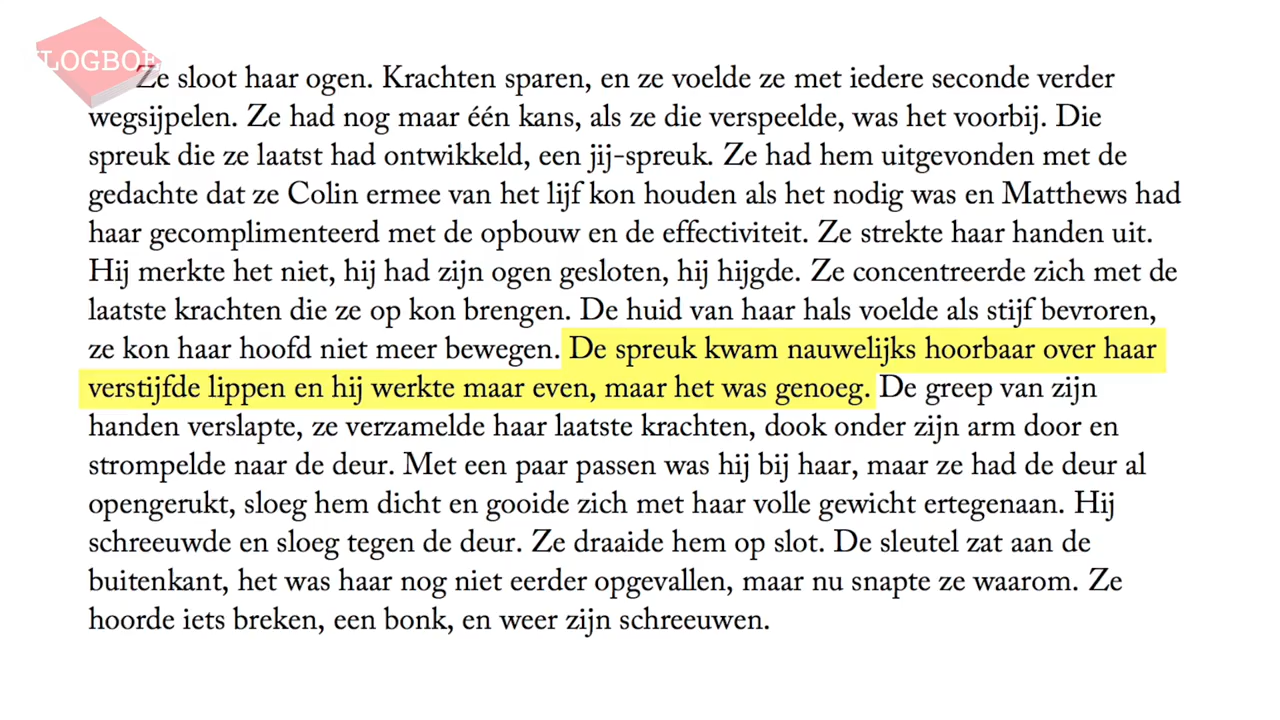 LOGBOE
Ze sloot haar ogen. Krachten sparen, en ze voelde ze met iedere seconde verder
wegsijpelen. Ze had nog maar één kans, als ze die verspeelde, was het voorbij. Die
spreuk die ze laatst had ontwikkeld, een jij-spreuk. Ze had hem uitgevonden met de
gedachte dat ze Colin ermee van het lijf kon houden als het nodig was en Matthews had
haar gecomplimenteerd met de opbouw en de effectiviteit. Ze strekte haar handen uit.
Hij merkte het niet, hij had zijn ogen gesloten, hij hijgde. Ze concentreerde zich met de
laatste krachten die ze op kon brengen. De huid van haar hals voelde als stijf bevroren,
ze kon haar hoofd niet meer bewegen. De spreuk kwam nauwelijks hoorbaar over haar
verstijfde lippen en hij werkte maar even, maar het was genoeg. De greep van zijn
handen verslapte, ze verzamelde haar laatste krachten, dook onder zijn arm door en
strompelde naar de deur. Met een paar passen was hij bij haar, maar ze had de deur al
opengerukt, sloeg hem dicht en gooide zich met haar volle gewicht ertegenaan. Hij
schreeuwde en sloeg tegen de deur. Ze draaide hem op slot. De sleutel zat aan de
buitenkant, het was haar nog niet eerder opgevallen, maar nu snapte ze waarom. Ze
hoorde iets breken, een bonk, en weer zijn schreeuwen.